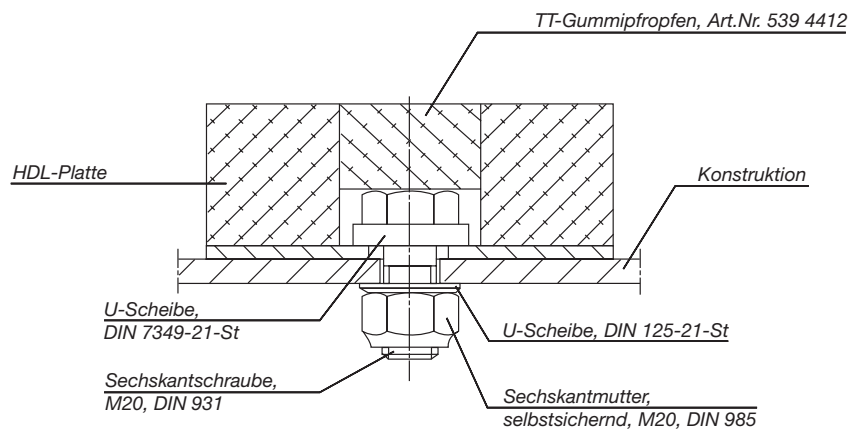 TT-Gummipfropfen, Art.Nr. 539 4412
HDL-Platte
Konstruktion
U-Scheibe,
DIN 7349-21-St
U-Scheibe, DIN 125-21-St
Sechskantschraube,
M20, DIN 931
Sechskantmutter,
selbstsichernd, M20, DIN 985